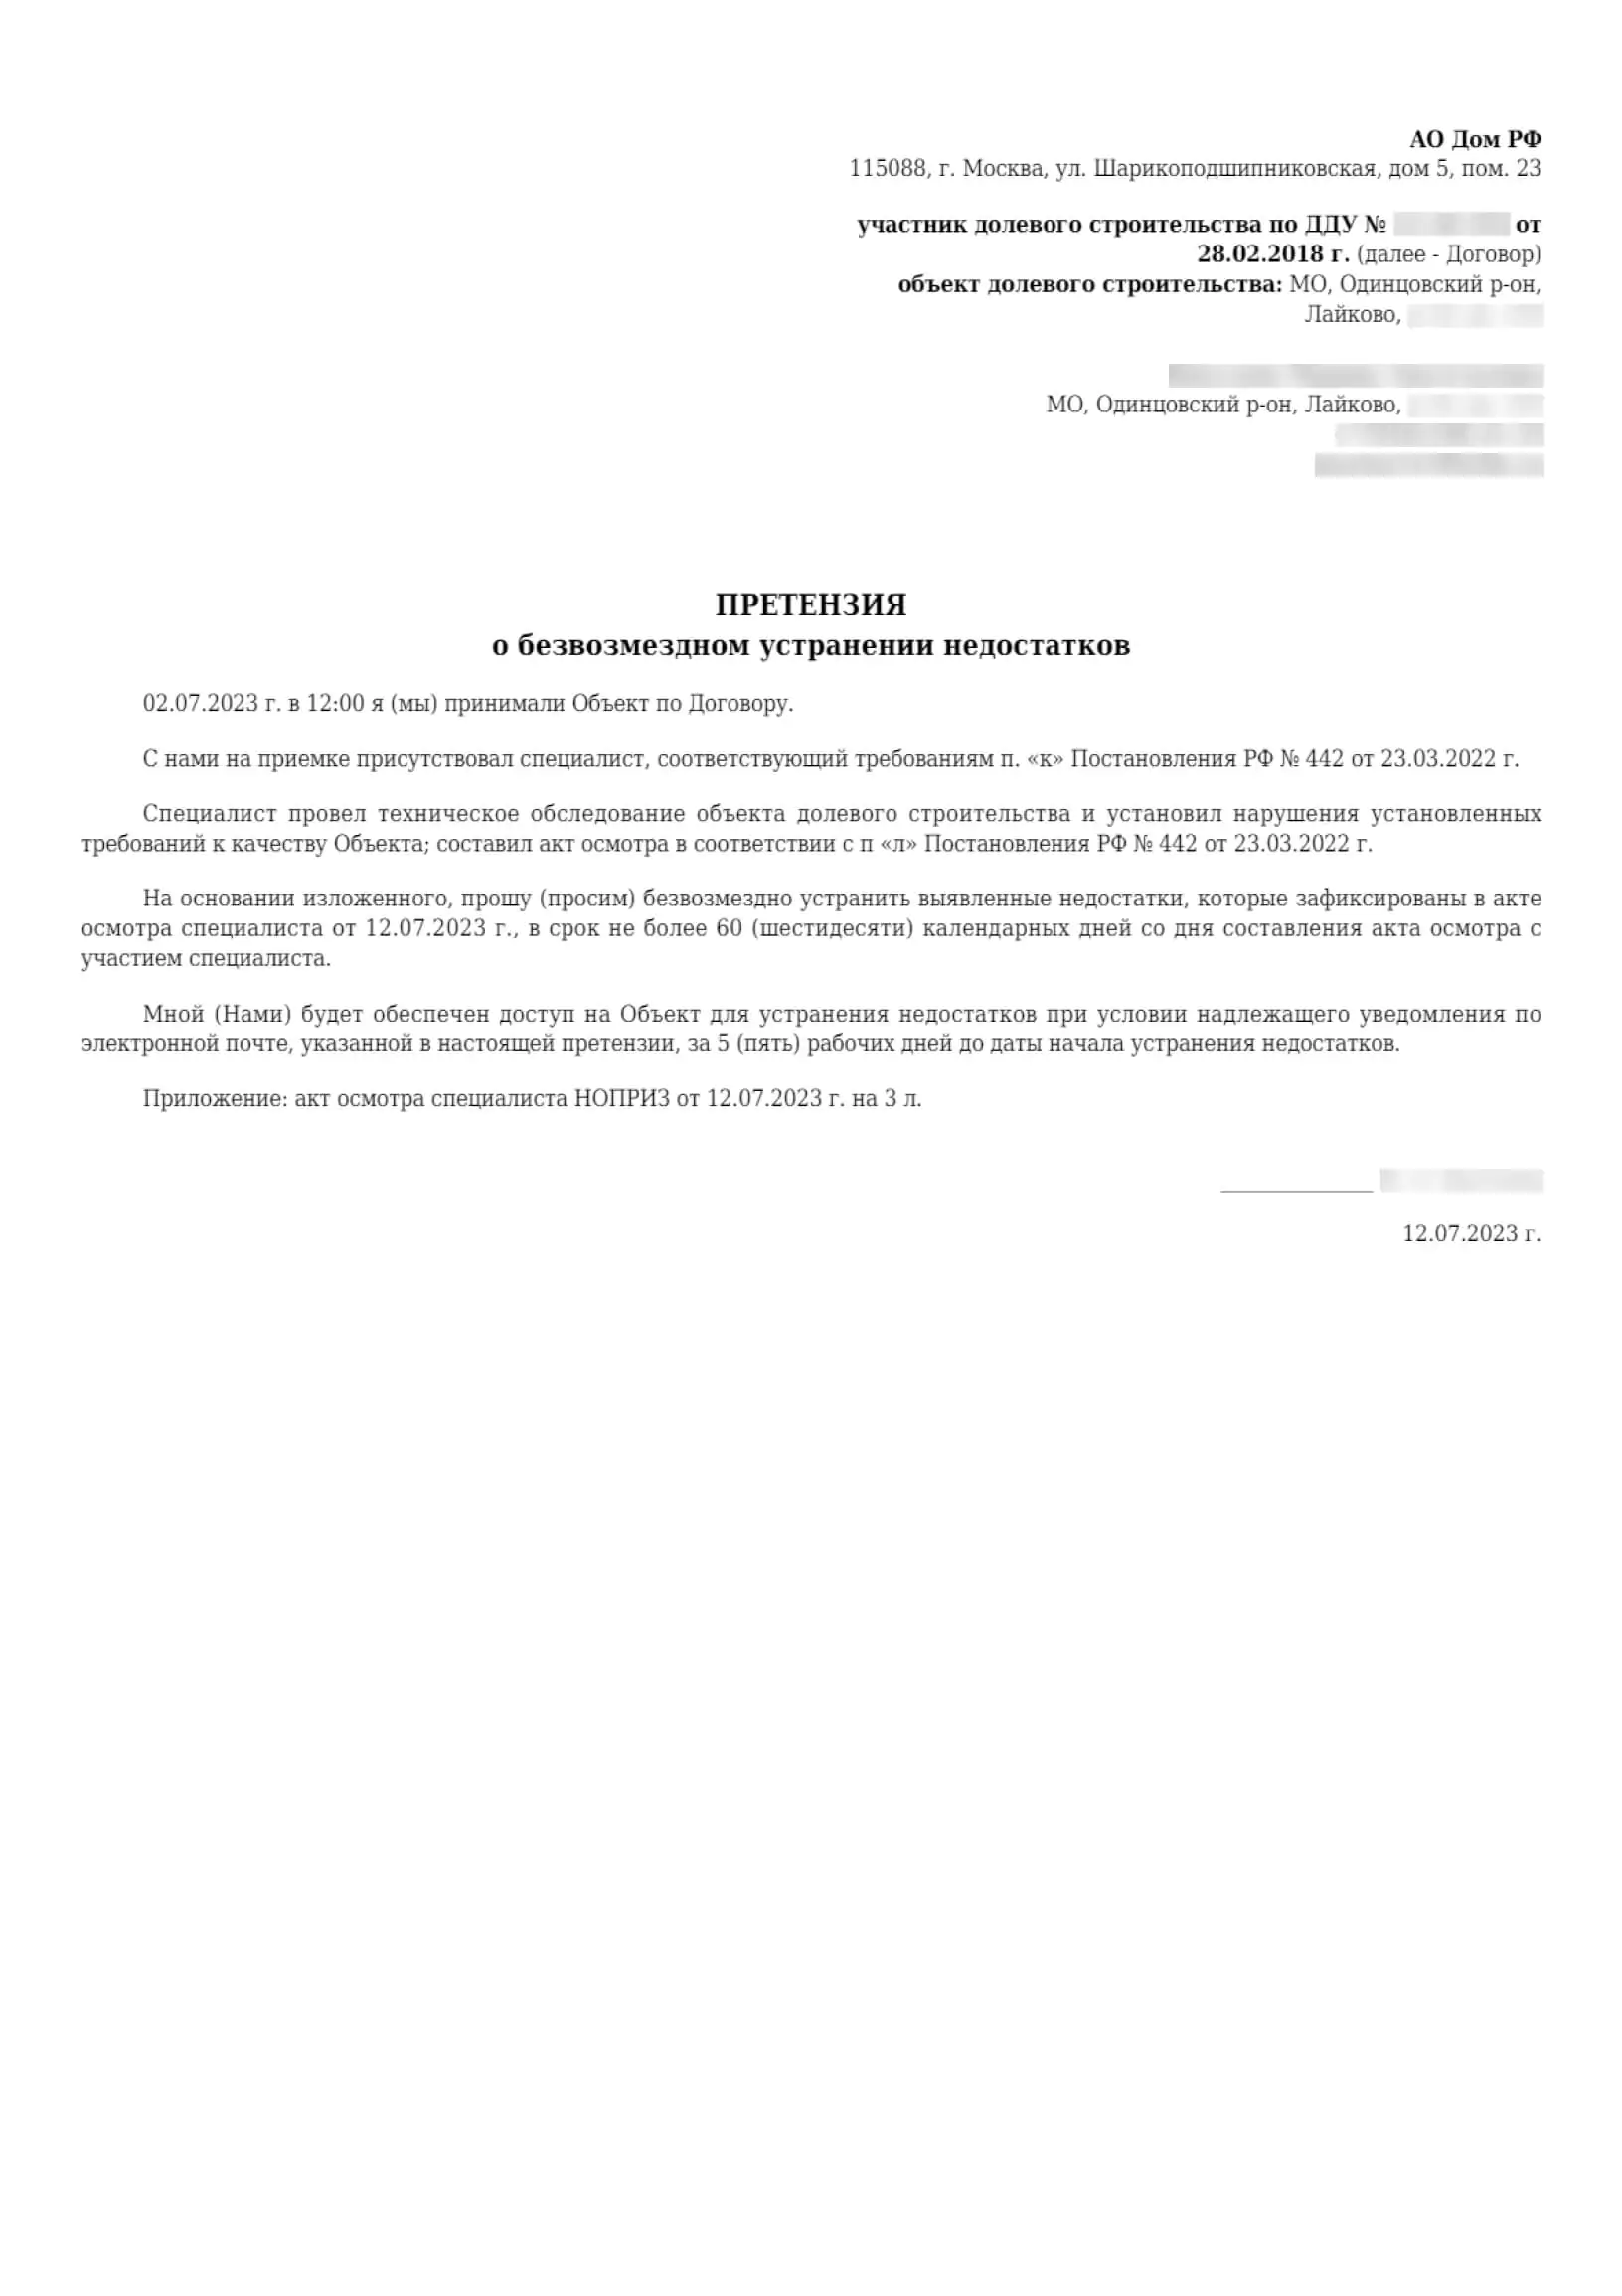 АО Дом РФ
115088, г. Москва, ул. Шарикоподшипниковская, дом 5, пом. 23
участник долевого строительства по ДДУ № от
28.02.2018 г. (далее - Договор)
объект долевого строительства: МО, Одинцовский р-он,
Лайково,
МО, Одинцовский р-он, Лайково,
ПРЕТЕНЗИЯ
о безвозмездном устранении недостатков
02.07.2023 г. в 12:00 я (мы) принимали Объект по Договору.
С нами на приемке присутствовал специалист, соответствующий требованиям п. «к» Постановления РФ № 442 от 23.03.2022 г.
Специалист провел техническое обследование объекта долевого строительства и установил нарушения установленных
требований к качеству Объекта; составил акт осмотра в соответствии с п «л» Постановления РФ № 442 от 23.03.2022 г.
На основании изложенного, прошу (просим) безвозмездно устранить выявленные недостатки, которые зафиксированы в акте
осмотра специалиста от 12.07.2023 г., в срок не более 60 (шестидесяти) календарных дней со дня составления акта осмотра с
участием специалиста.
Мной (Нами) будет обеспечен доступ на Объект для устранения недостатков при условии надлежащего уведомления по
электронной почте, указанной в настоящей претензии, за 5 (пять) рабочих дней до даты начала устранения недостатков.
Приложение: акт осмотра специалиста НОПРИЗ от 12.07.2023 г. на 3 л.
12.07.2023 г.